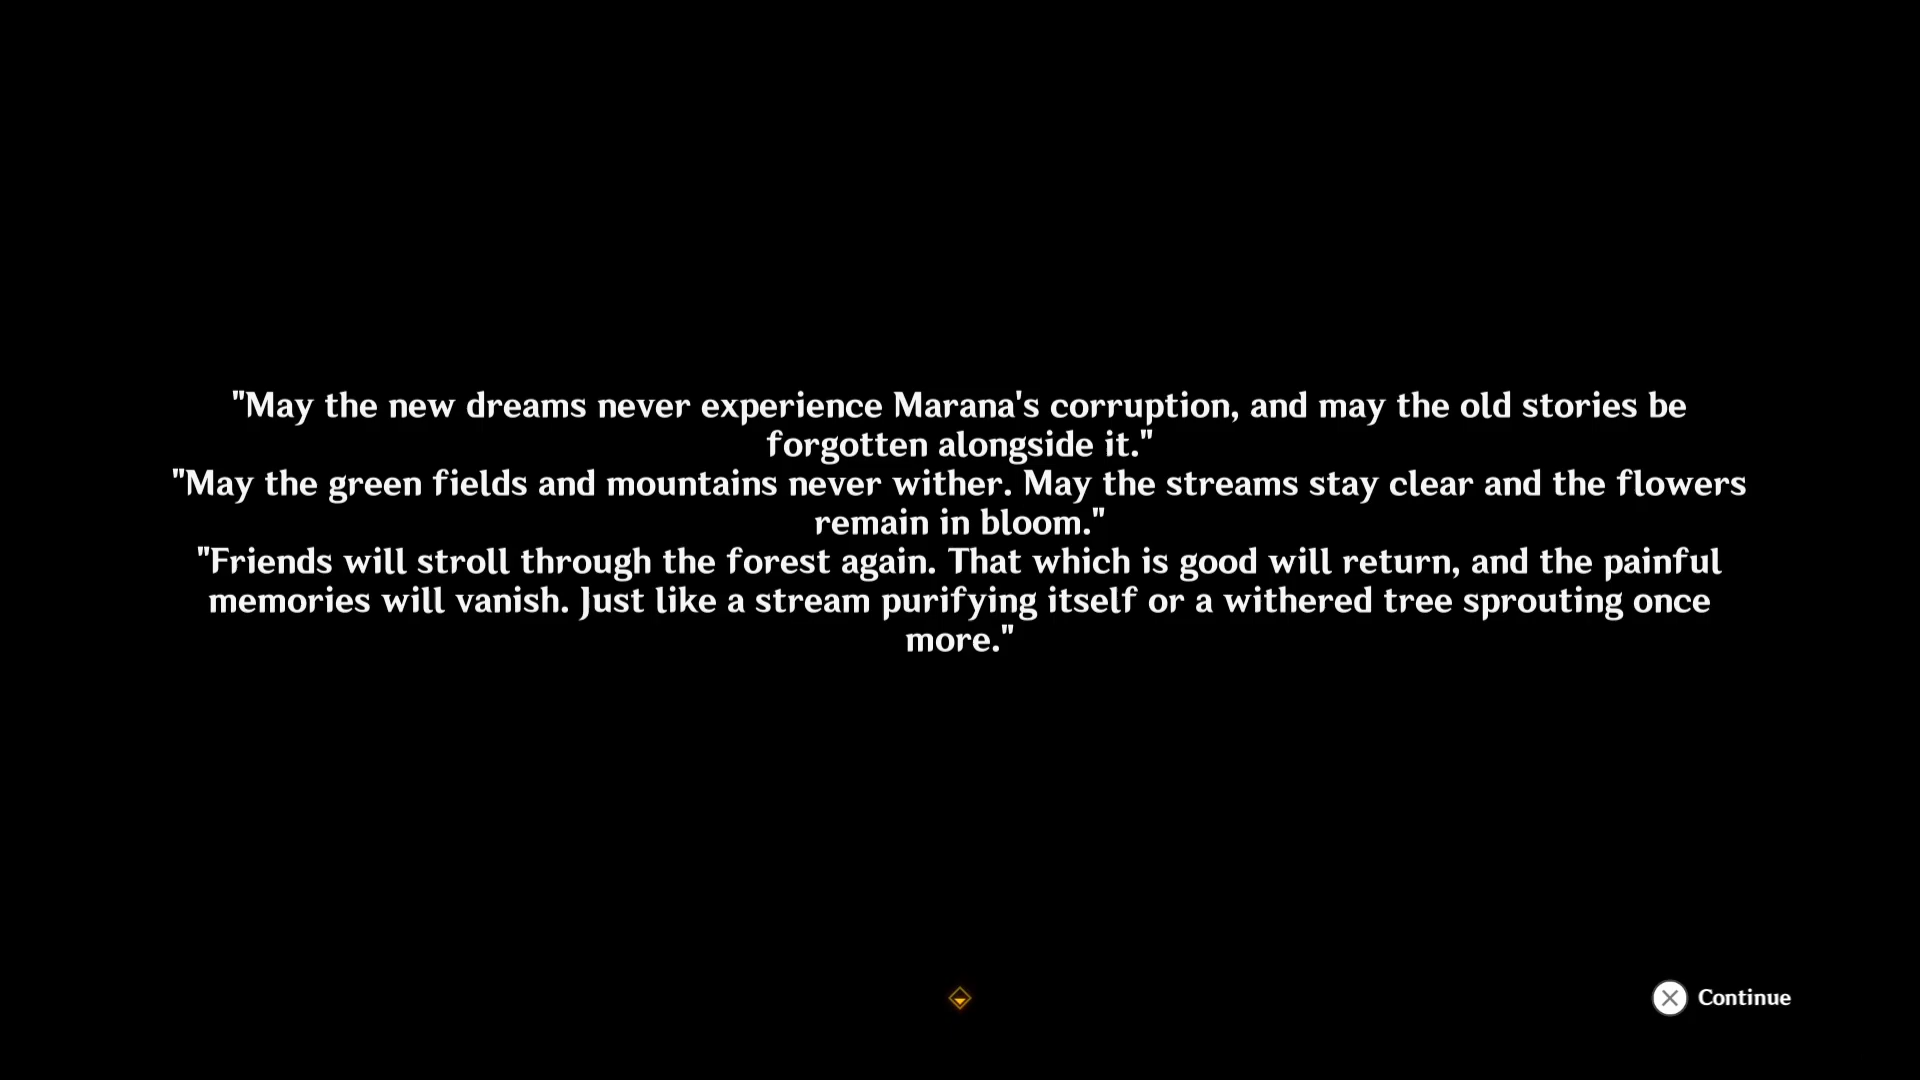 "May the new dreams never experience Marana's corruption, and may the old stories be
forgotten alongside it."
"May the green fields and mountains never wither. May the streams stay clear and the flowers
remain in bloom."
"Friends will stroll through the forest again. That which is good will return, and the painful
memories will vanish. Just like a stream purifying itself or a withered tree sprouting once
more."
Continue